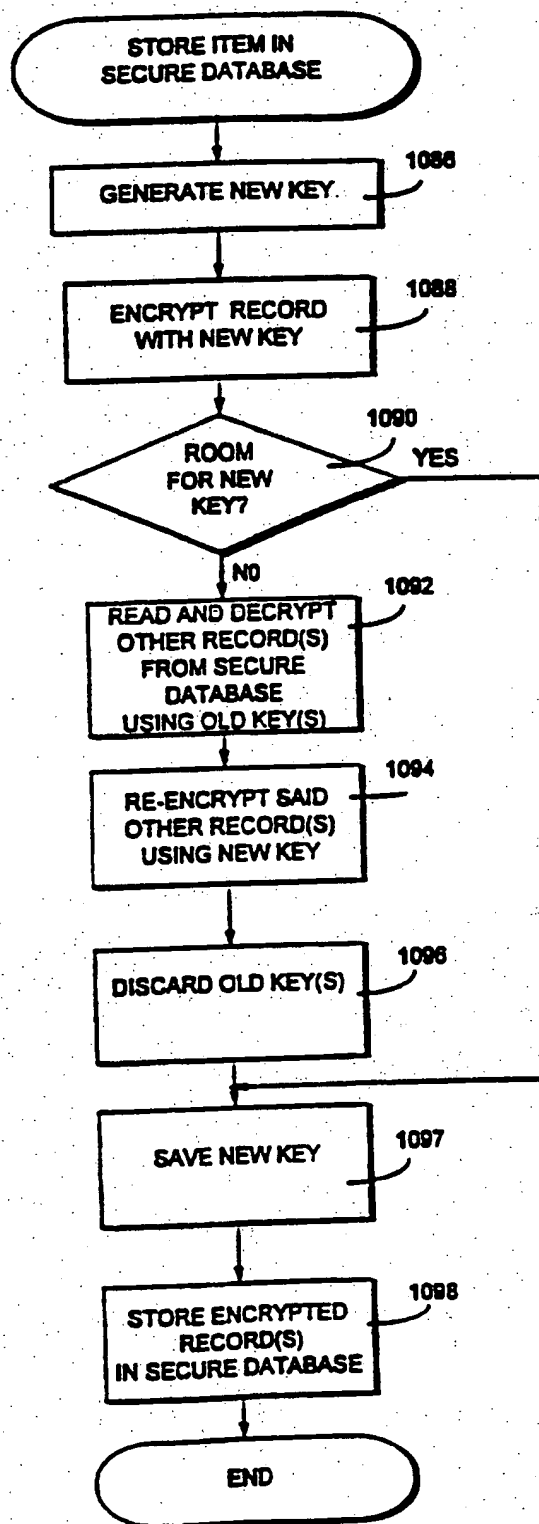 STORE ITEM IN
SECURE DATABASE
1086
GENERATE NEW KEY
1088
ENCRYPT RECORD
WITH NEW KEY
1090
ROOM
FOR NEW
KEY?
YES
NO
1092
READ AND DECRYPT
OTHER RECORD(S)
FROM SECURE
DATABASE
USING OLD KEY(S)
1094
RE-ENCRYPT SAID
OTHER RECORD(S)
USING NEW KEY
1096
DISCARD OLD KEY(S)
1097
SAVE NEW KEY
1098
STORE ENCRYPTED
RECORD(S)
IN SECURE DATABASE
END